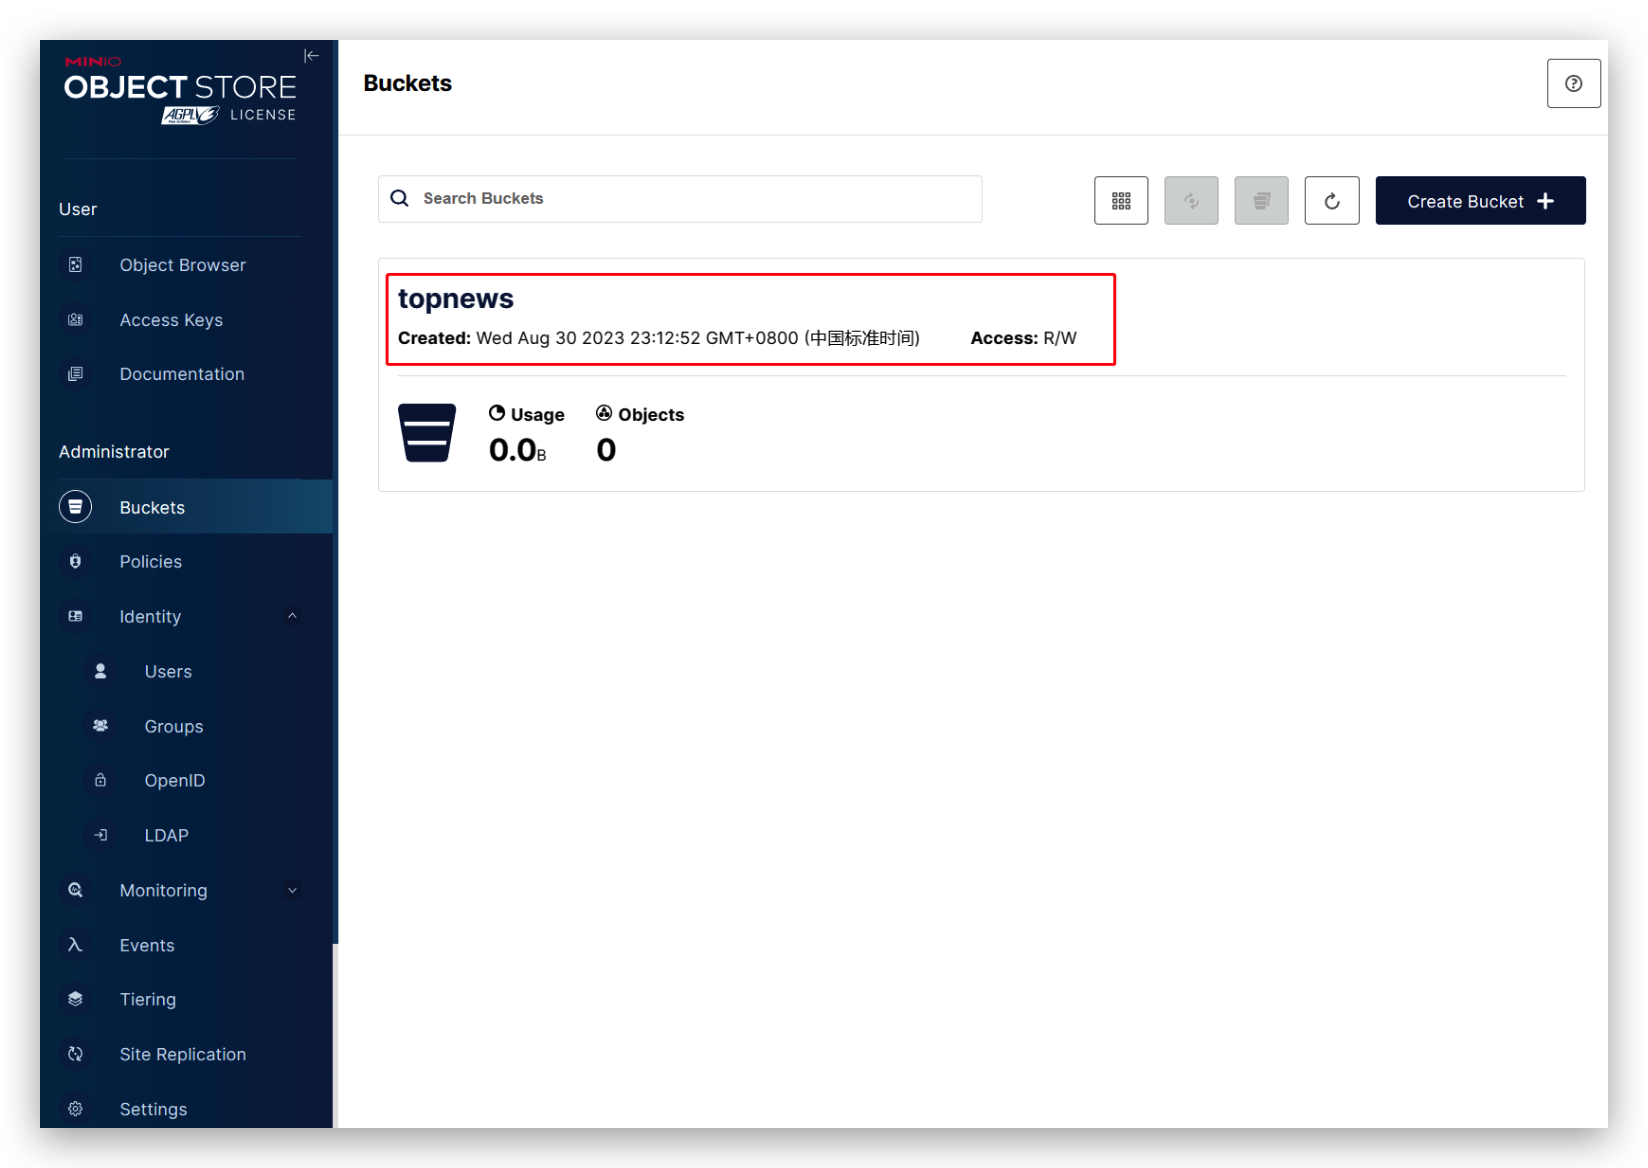 MINIO
OBJECT STORE
AGPL v3 LICENSE
User
Object Browser
Access Keys
Documentation
Administrator
Buckets
Policies
Identity
Users
Groups
OpenID
LDAP
Monitoring
Events
Tiering
Site Replication
Settings
Buckets
Search Buckets
Create Bucket
topnews
Created: Wed Aug 30 2023 23:12:52 GMT+0800 (中国标准时间) Access: R/W
Usage Objects
0.0B 0